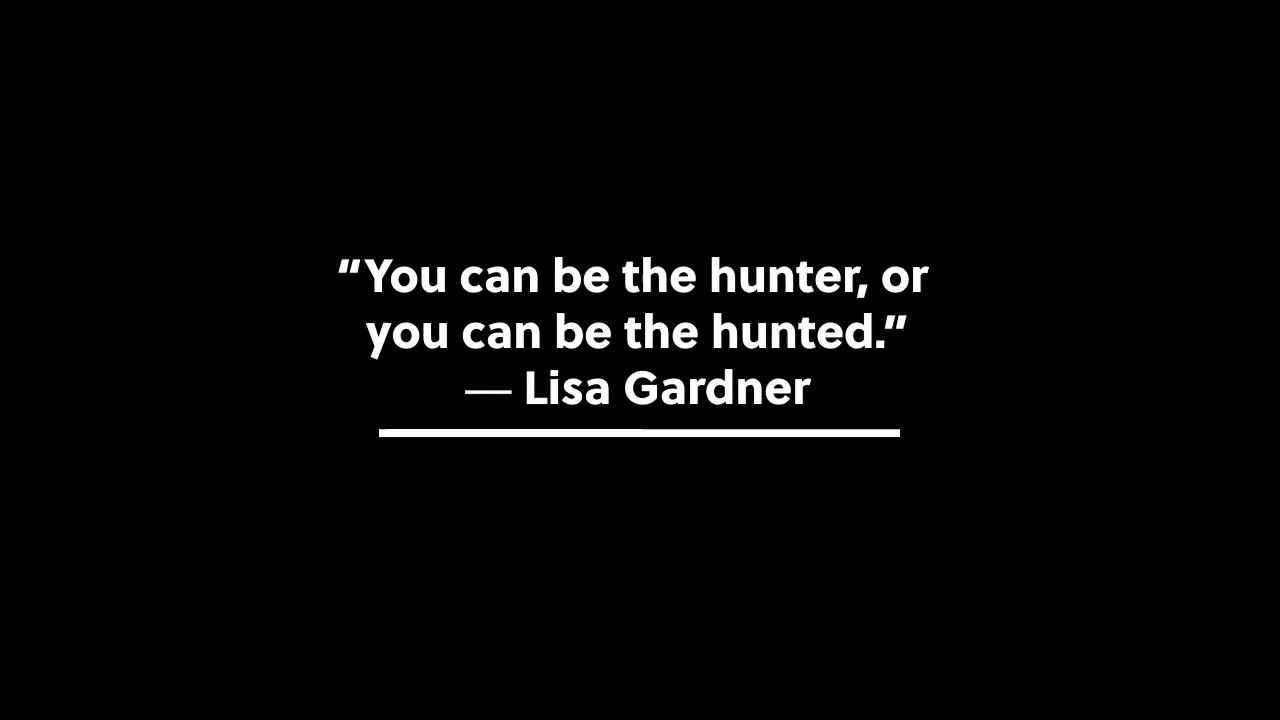 “You can be the hunter, or
you can be the hunted.”
— Lisa Gardner